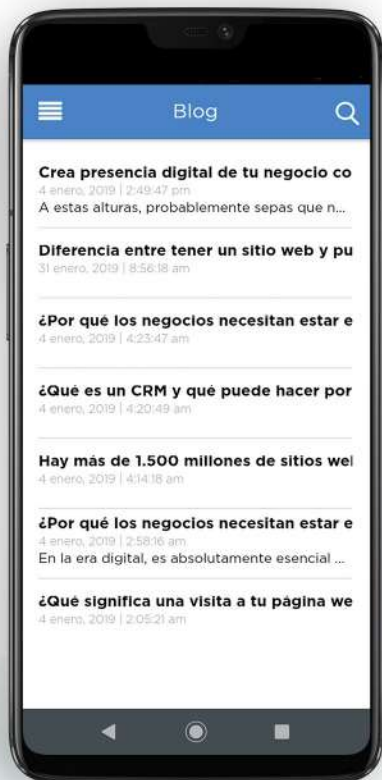 Blog
Crea presencia digital de tu negocio co
4 enero, 2019 | 2:49:47 pm
A estas alturas, probablemente sepas que n...
Diferencia entre tener un sitio web y pu
31 enero, 2019 | 8:56:18 am
¿Por qué los negocios necesitan estar e
4 enero, 2019 | 4:23:47 am
¿Qué es un CRM y qué puede hacer por
4 enero, 2019 | 4:20:49 am
Hay más de 1.500 millones de sitios wel
4 enero, 2019 | 4:14:18 am
¿Por qué los negocios necesitan estar e
4 enero, 2019 | 2:58:16 am
En la era digital, es absolutamente esencial ...
¿Qué significa una visita a tu página we
4 enero, 2019 | 2:05:21 am